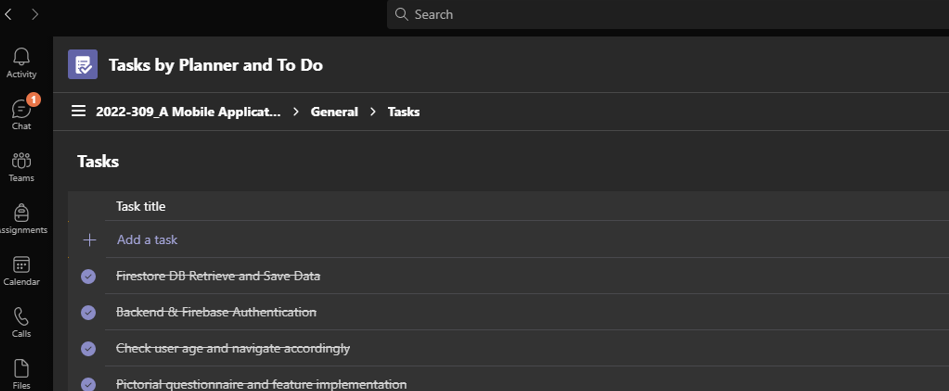 Search
Activity
1
Chat
Teams
ssignments
Calendar
Calls
Files
Tasks by Planner and To Do
2022-309_A Mobile Applicat... > General > Tasks
Tasks
Task title
+ Add a task
Firestore DB Retrieve and Save Data
Backend & Firebase Authentication
Check user age and navigate accordingly
Pictorial questionnaire and feature implementation